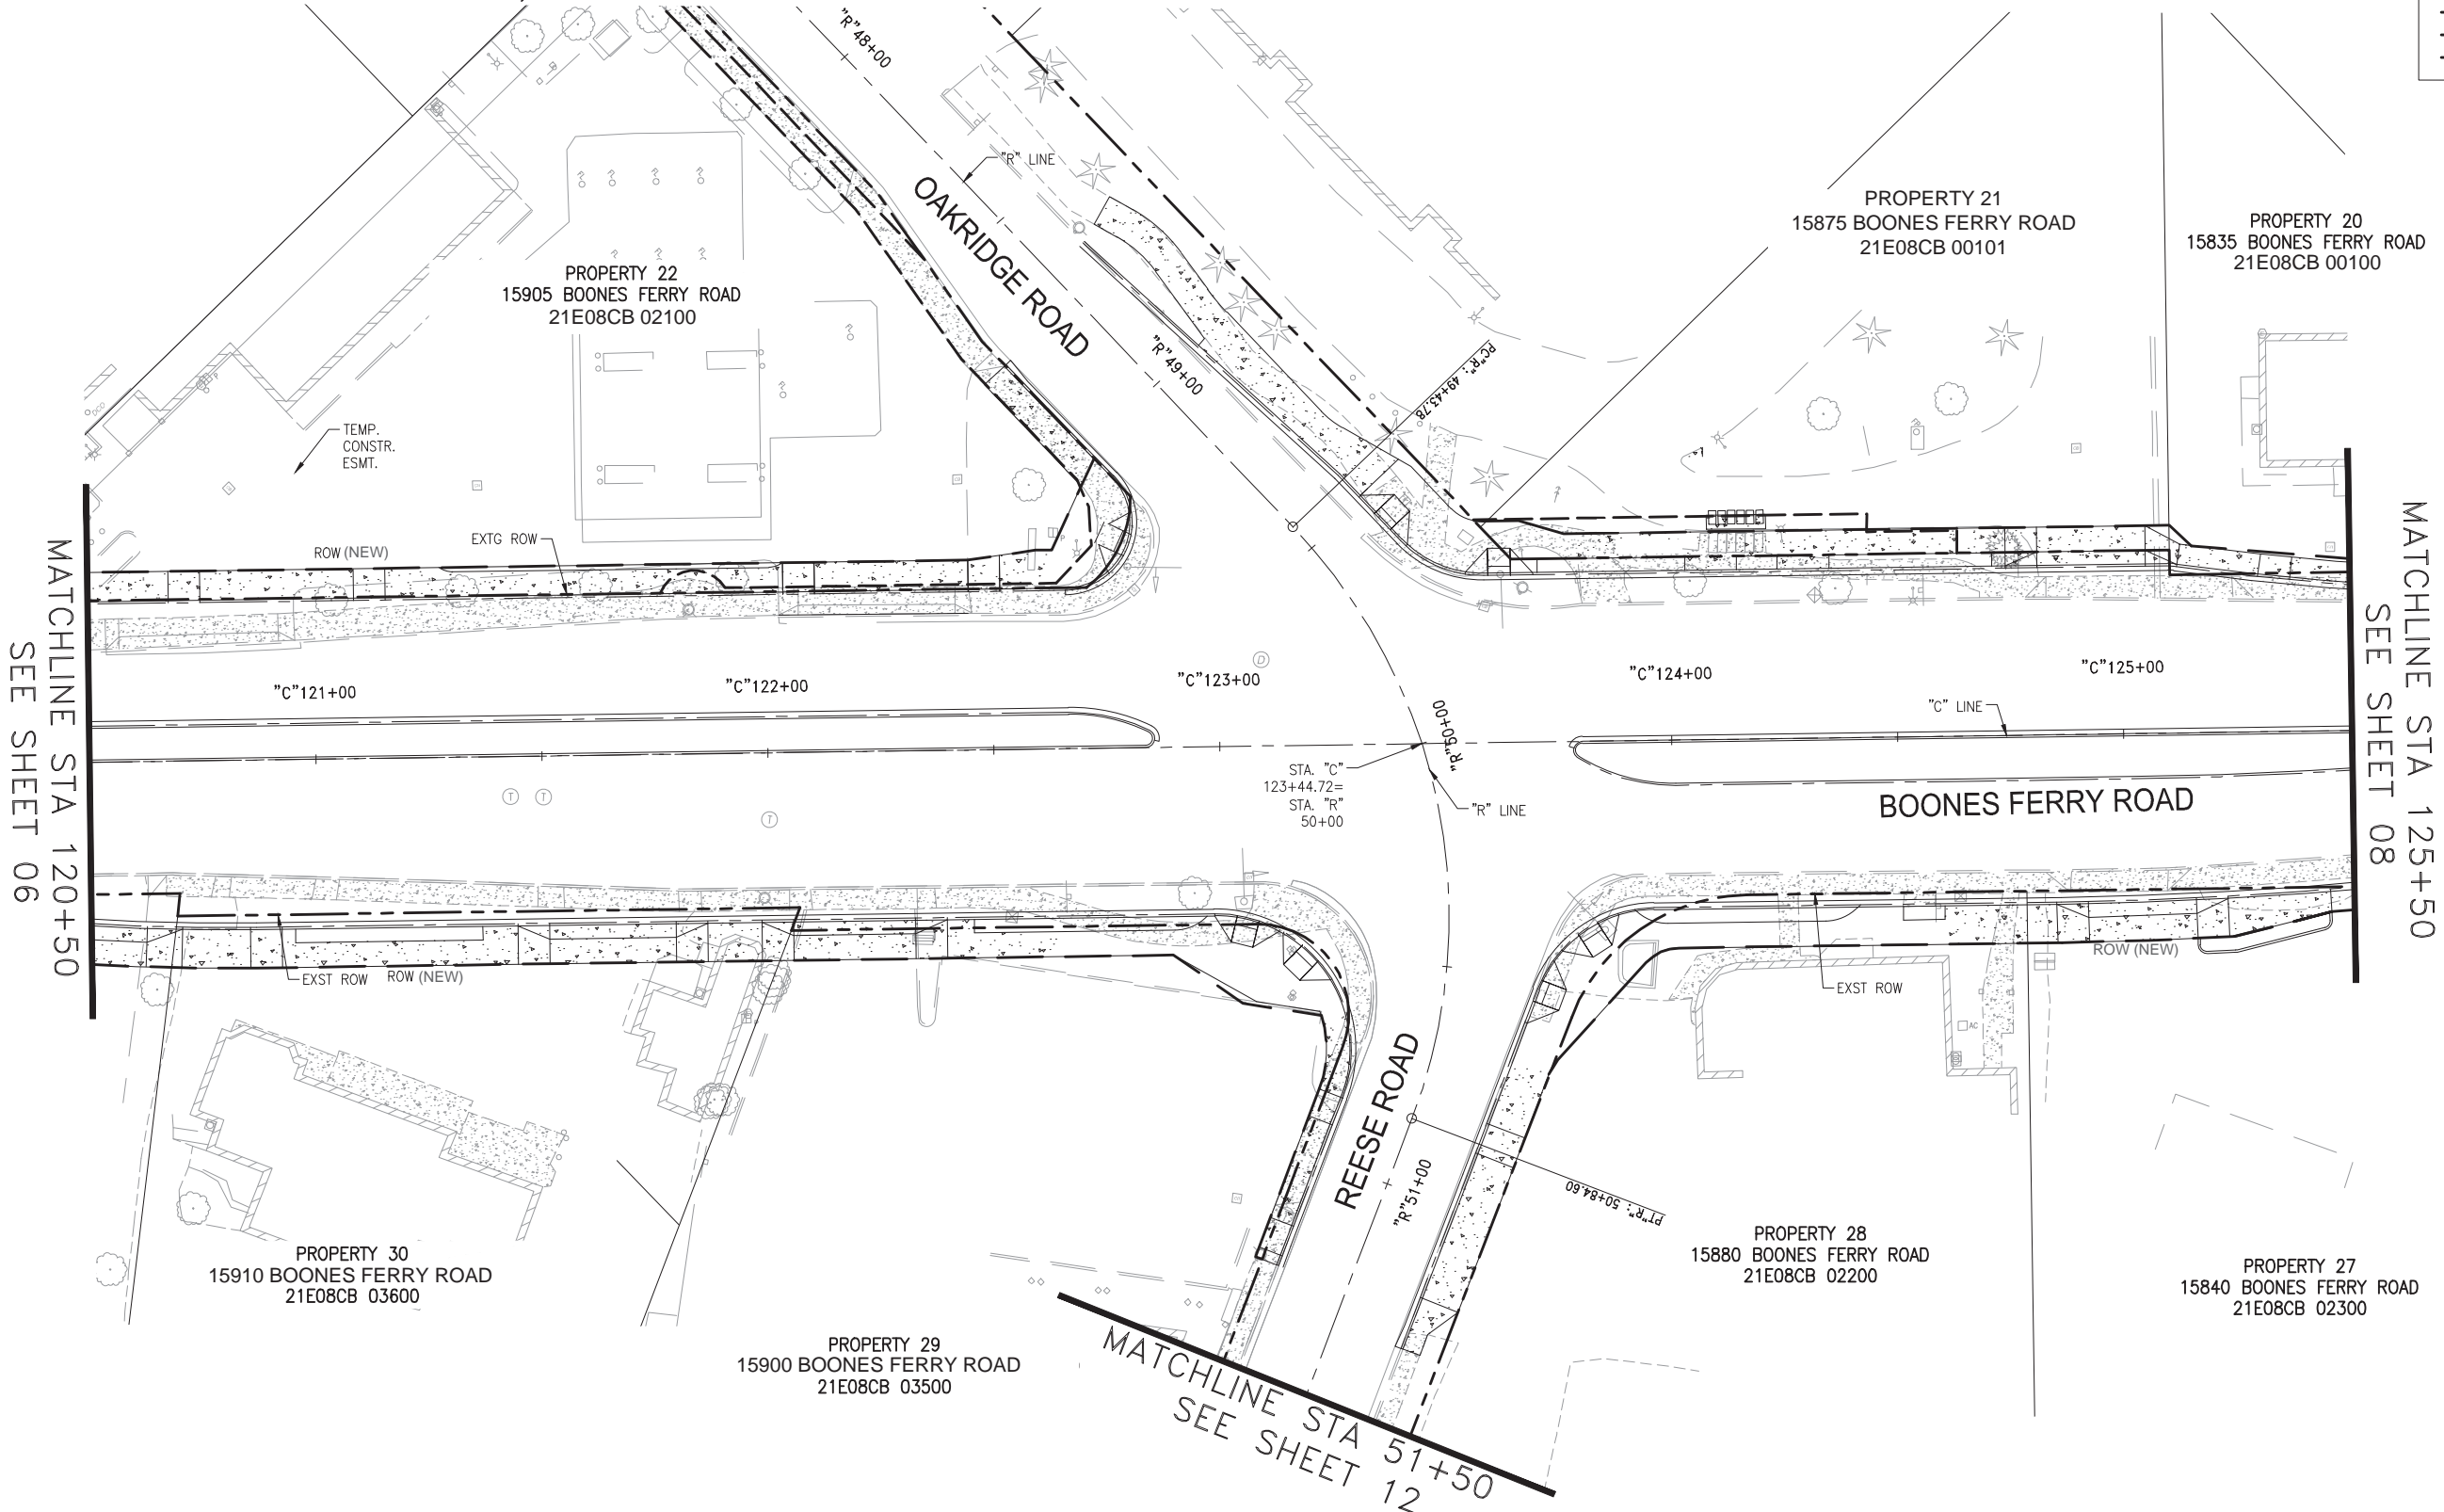 "R"48+00
"R" LINE
OAKRIDGE ROAD
PROPERTY 21
15875 BOONES FERRY ROAD
21E08CB 00101
PROPERTY 20
15835 BOONES FERRY ROAD
21E08CB 00100
PROPERTY 22
15905 BOONES FERRY ROAD
21E08CB 02100
"R"49+00
PC"R": 49+43.78
TEMP.
CONSTR.
ESMT.
EXTG ROW
ROW (NEW)
MATCHLINE STA 120+50
SEE SHEET 06
MATCHLINE STA 125+50
SEE SHEET 08
"C"121+00
"C"122+00
"C"123+00
D
"C"124+00
"C"125+00
"R"50+00
"C" LINE
STA. "C"
123+44.72=
STA. "R"
50+00
"R" LINE
BOONES FERRY ROAD
T
T
T
EXST ROW
ROW (NEW)
ROW (NEW)
EXST ROW
AC
REESE ROAD
"R"51+00
PT"R": 50+84.60
PROPERTY 30
15910 BOONES FERRY ROAD
21E08CB 03600
PROPERTY 29
15900 BOONES FERRY ROAD
21E08CB 03500
PROPERTY 28
15880 BOONES FERRY ROAD
21E08CB 02200
PROPERTY 27
15840 BOONES FERRY ROAD
21E08CB 02300
MATCHLINE STA 51+50
SEE SHEET 12